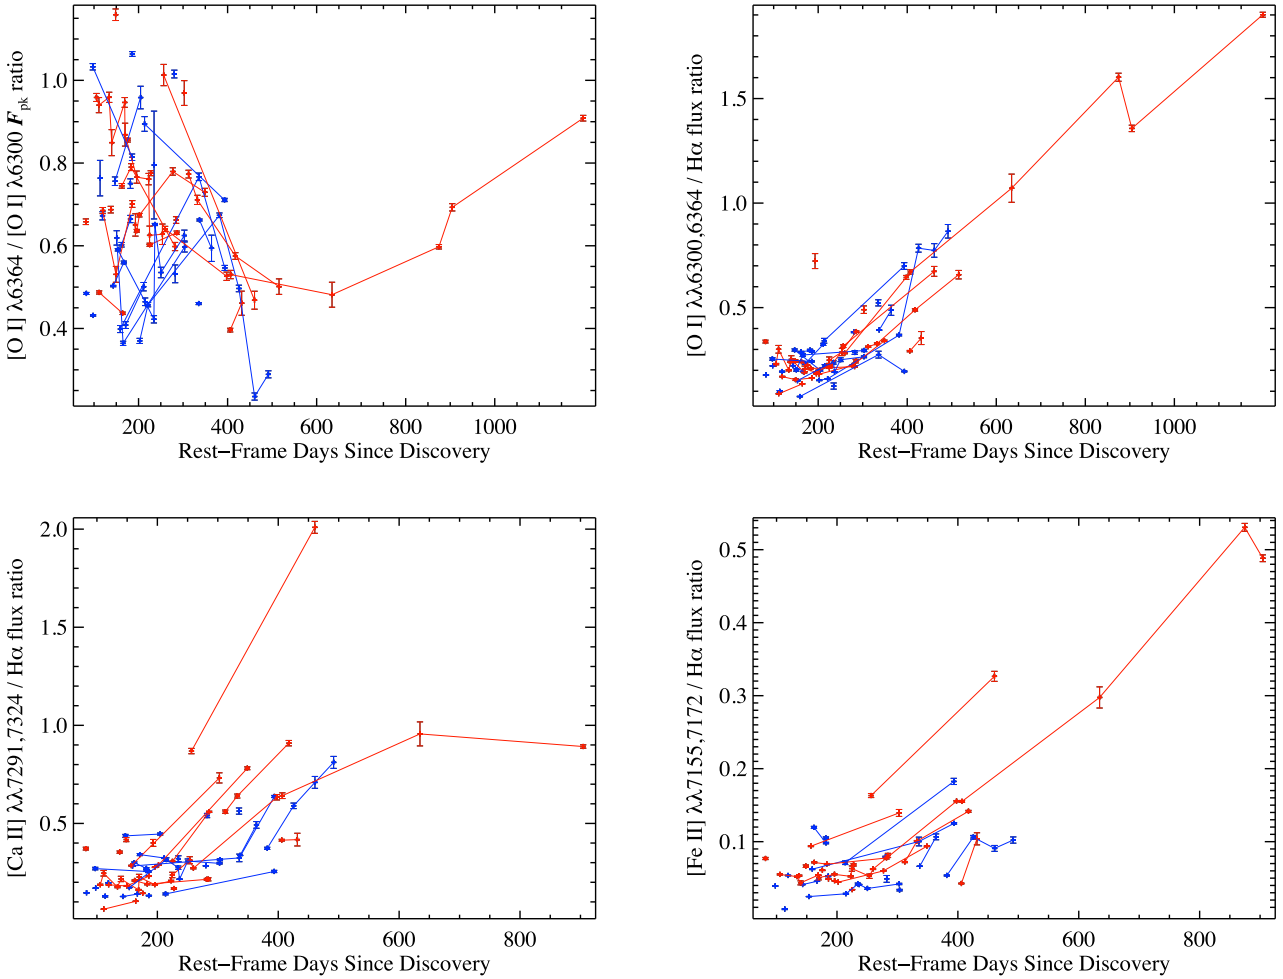 [O I] λ6364 / [O I] λ6300 Fpk ratio
1.0
0.8
0.6
0.4
200 400 600 800 1000
Rest−Frame Days Since Discovery
[O I] λλ6300,6364 / Hα flux ratio
1.5
1.0
0.5
200 400 600 800 1000
Rest−Frame Days Since Discovery
[Ca II] λλ7291,7324 / Hα flux ratio
2.0
1.5
1.0
0.5
200 400 600 800
Rest−Frame Days Since Discovery
[Fe II] λλ7155,7172 / Hα flux ratio
0.5
0.4
0.3
0.2
0.1
200 400 600 800
Rest−Frame Days Since Discovery